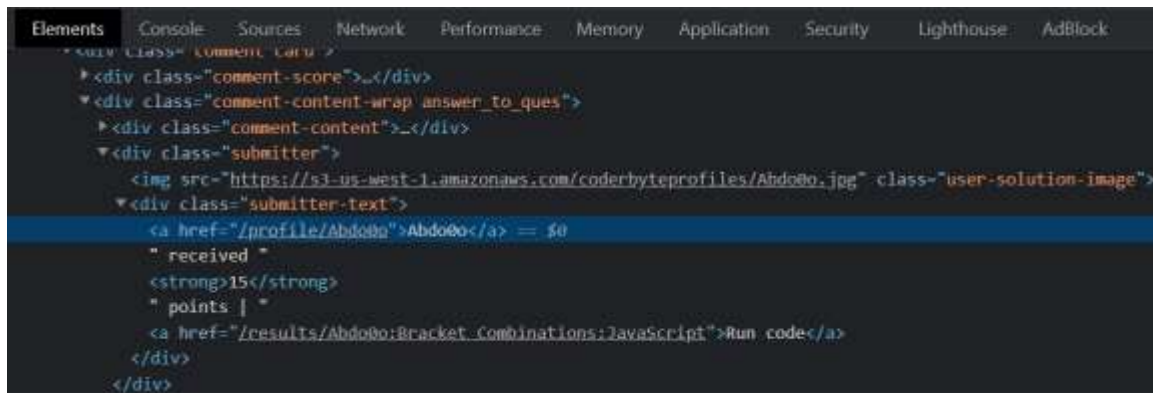 Elements Console Sources Network Performance Memory Application Security Lighthouse AdBlock
<div class="comment card">
<div class="comment-score">…</div>
<div class="comment-content-wrap answer_to_ques">
<div class="comment-content">…</div>
<div class="submitter">
<img src="https://s3-us-west-1.amazonaws.com/coderbyteprofiles/Abdo0o.jpg" class="user-solution-image">
<div class="submitter-text">
<a href="/profile/Abdo0o">Abdo0o</a> == $0
" received "
<strong>15</strong>
" points | "
<a href="/results/Abdo0o:Bracket Combinations:JavaScript">Run code</a>
</div>
</div>